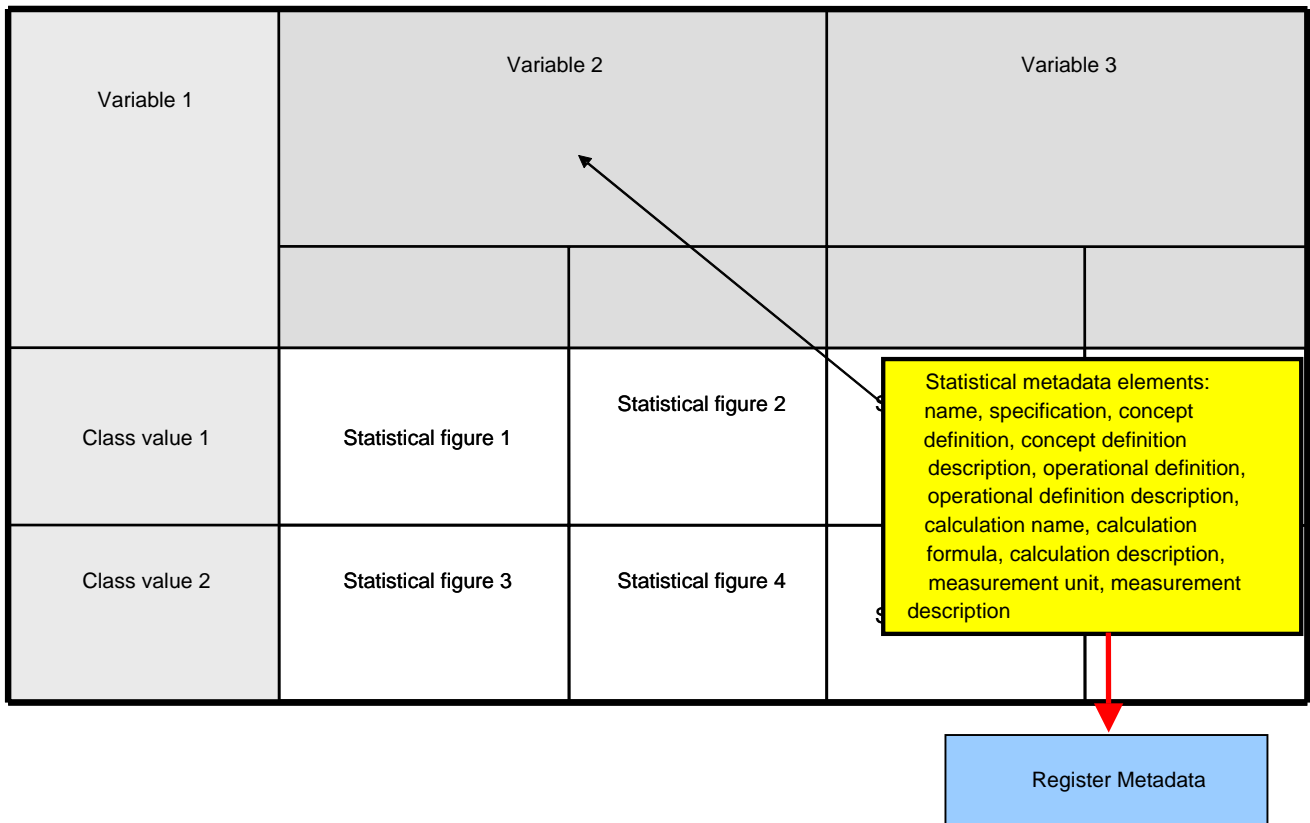 Variable 1
Variable 2
Variable 3
Class value 1
Statistical figure 1
Statistical figure 2
Statistical metadata elements:
name, specification, concept
definition, concept definition
description, operational definition,
operational definition description,
calculation name, calculation
formula, calculation description,
measurement unit, measurement
description
Class value 2
Statistical figure 3
Statistical figure 4
Register Metadata